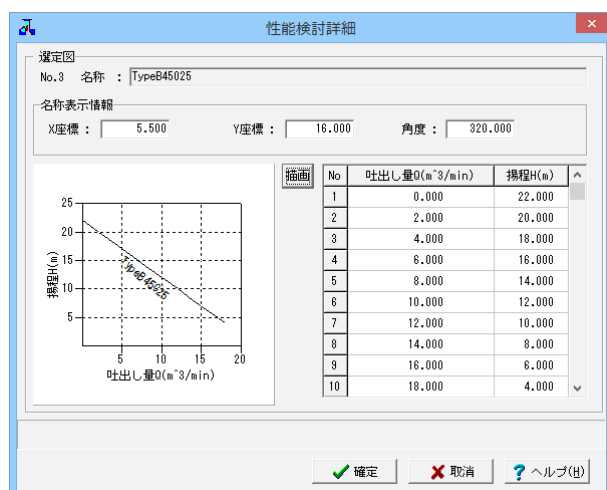 性能検討詳細
選定図
No.3 名称 : TypeB45025
名称表示情報
X座標 : 5.500 Y座標 : 16.000 角度 : 320.000
描画
25
20
15
10
5
揚程H(m)
TypeB45025
5 10 15 20
吐出し量Q(m^3/min)
No 吐出し量Q(m^3/min) 揚程H(m)
1 0.000 22.000
2 2.000 20.000
3 4.000 18.000
4 6.000 16.000
5 8.000 14.000
6 10.000 12.000
7 12.000 10.000
8 14.000 8.000
9 16.000 6.000
10 18.000 4.000
確定 取消 ? ヘルプ(H)